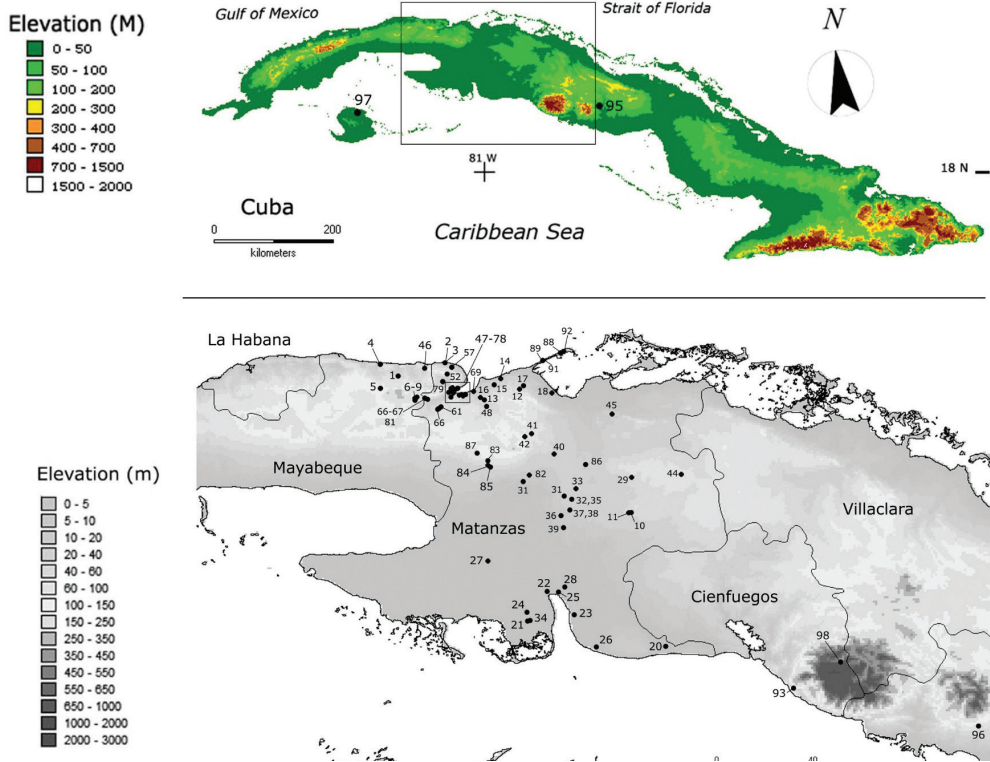 Elevation (M)
0 - 50
50 - 100
100 - 200
200 - 300
300 - 400
400 - 700
700 - 1500
1500 - 2000
Gulf of Mexico
Strait of Florida
N
97
95
81 W
18 N
Cuba
0 200
kilometers
Caribbean Sea
La Habana
4
46
2
3
57
47-78
14
89
88
92
91
1
5
6-9
52
79
69
16
15
13
17
12
18
66-67
81
66
61
48
45
87
83
84
85
41
42
40
86
82
31
29
44
31
33
32,35
36
37,38
39
11
10
Mayabeque
Matanzas
Villaclara
Cienfuegos
27
22
28
25
24
21
34
23
26
20
98
93
96
0 40
Elevation (m)
0 - 5
5 - 10
10 - 20
20 - 40
40 - 60
60 - 100
100 - 150
150 - 250
250 - 350
350 - 450
450 - 550
550 - 650
650 - 1000
1000 - 2000
2000 - 3000